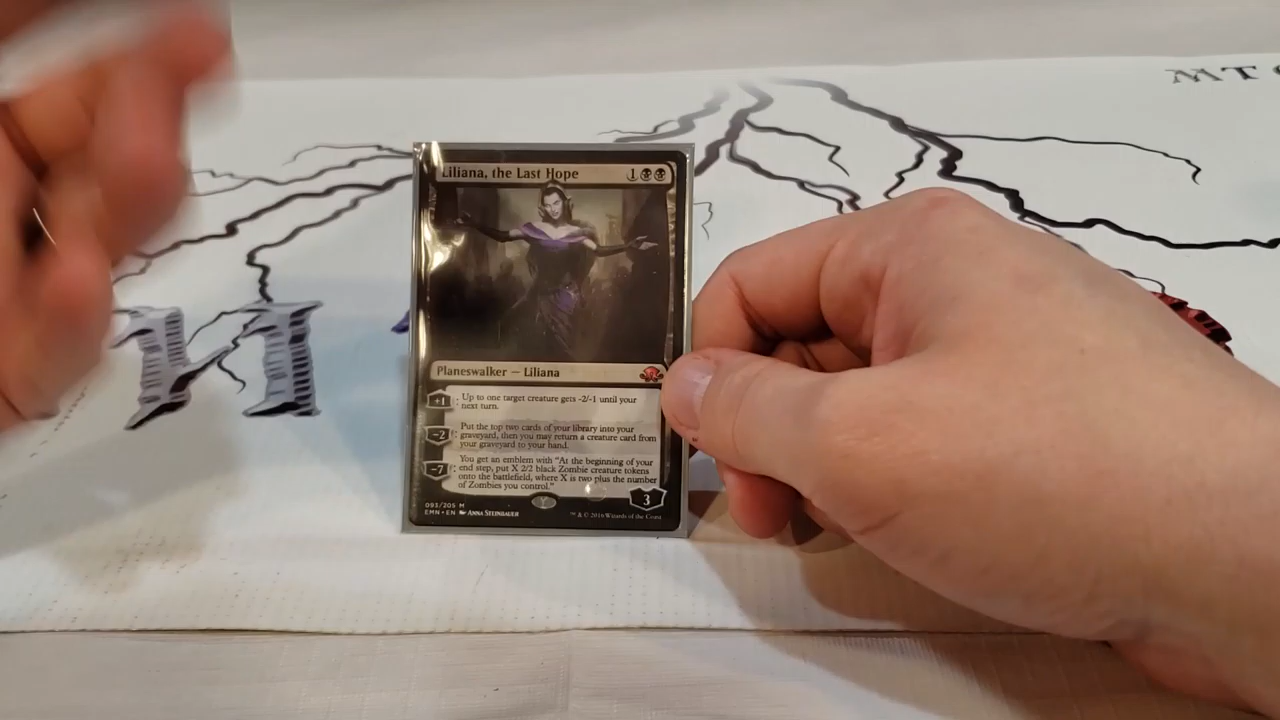 MT
Liliana, the Last Hope 1
Planeswalker — Liliana
+1 : Up to one target creature gets -2/-1 until your
next turn.
-2 : Put the top two cards of your library into your
graveyard, then you may return a creature card from
your graveyard to your hand.
-7 : You get an emblem with "At the beginning of your
end step, put X 2/2 black Zombie creature tokens
onto the battlefield, where X is two plus the number
of Zombies you control."
3
093/205 M
EMN • EN Anna Steinbauer
™ & © 2016 Wizards of the Coast